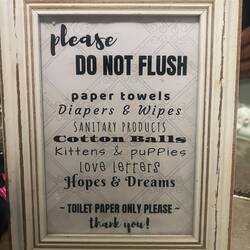 please
DO NOT FLUSH
paper towels
Diapers & Wipes
SANITARY PRODUCTS
Cotton Balls
Kittens & puPPies
love letters
Hopes & Dreams
~ TOILET PAPER ONLY PLEASE ~
thank you!